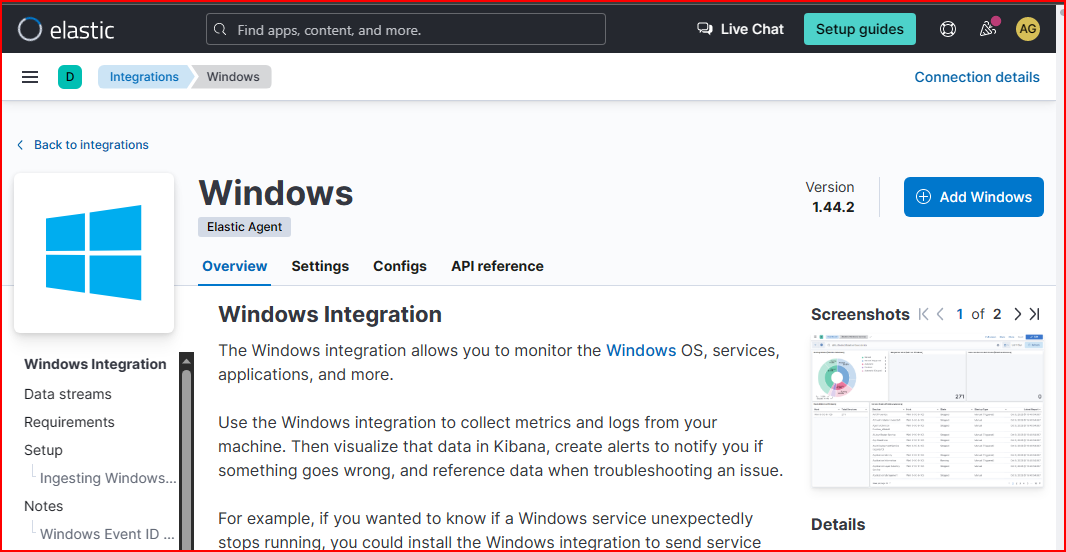 elastic
Find apps, content, and more.
Live Chat
Setup guides
AG
D
Integrations
Windows
Connection details
Back to integrations
Windows
Elastic Agent
Version
1.44.2
Add Windows
Overview
Settings
Configs
API reference
Windows Integration
Data streams
Requirements
Setup
Ingesting Windows...
Notes
Windows Event ID ...
Windows Integration
The Windows integration allows you to monitor the Windows OS, services,
applications, and more.
Use the Windows integration to collect metrics and logs from your
machine. Then visualize that data in Kibana, create alerts to notify you if
something goes wrong, and reference data when troubleshooting an issue.
For example, if you wanted to know if a Windows service unexpectedly
stops running, you could install the Windows integration to send service
Screenshots
1 of 2
271
0
Details